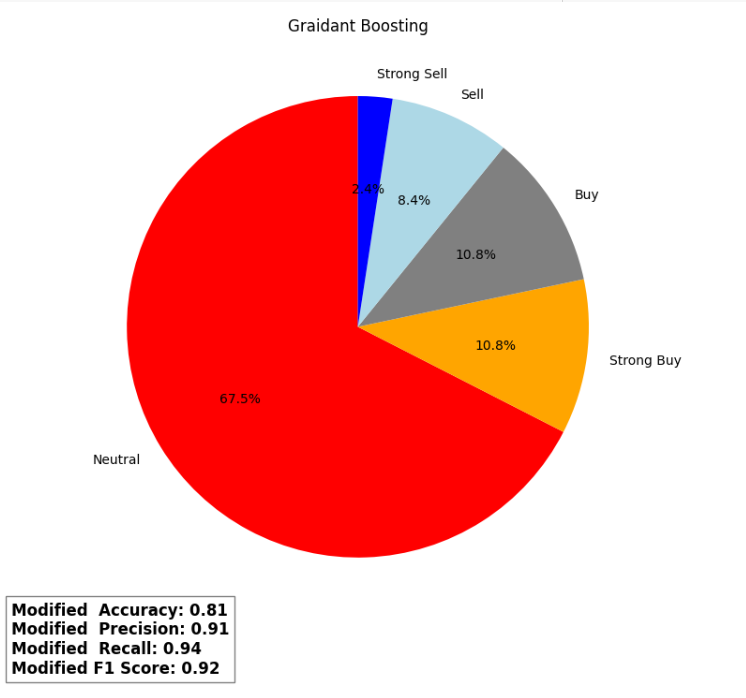 Graidant Boosting
Strong Sell
Sell
2.4%
8.4%
Buy
10.8%
10.8%
Strong Buy
67.5%
Neutral
Modified  Accuracy: 0.81
Modified  Precision: 0.91
Modified  Recall: 0.94
Modified F1 Score: 0.92